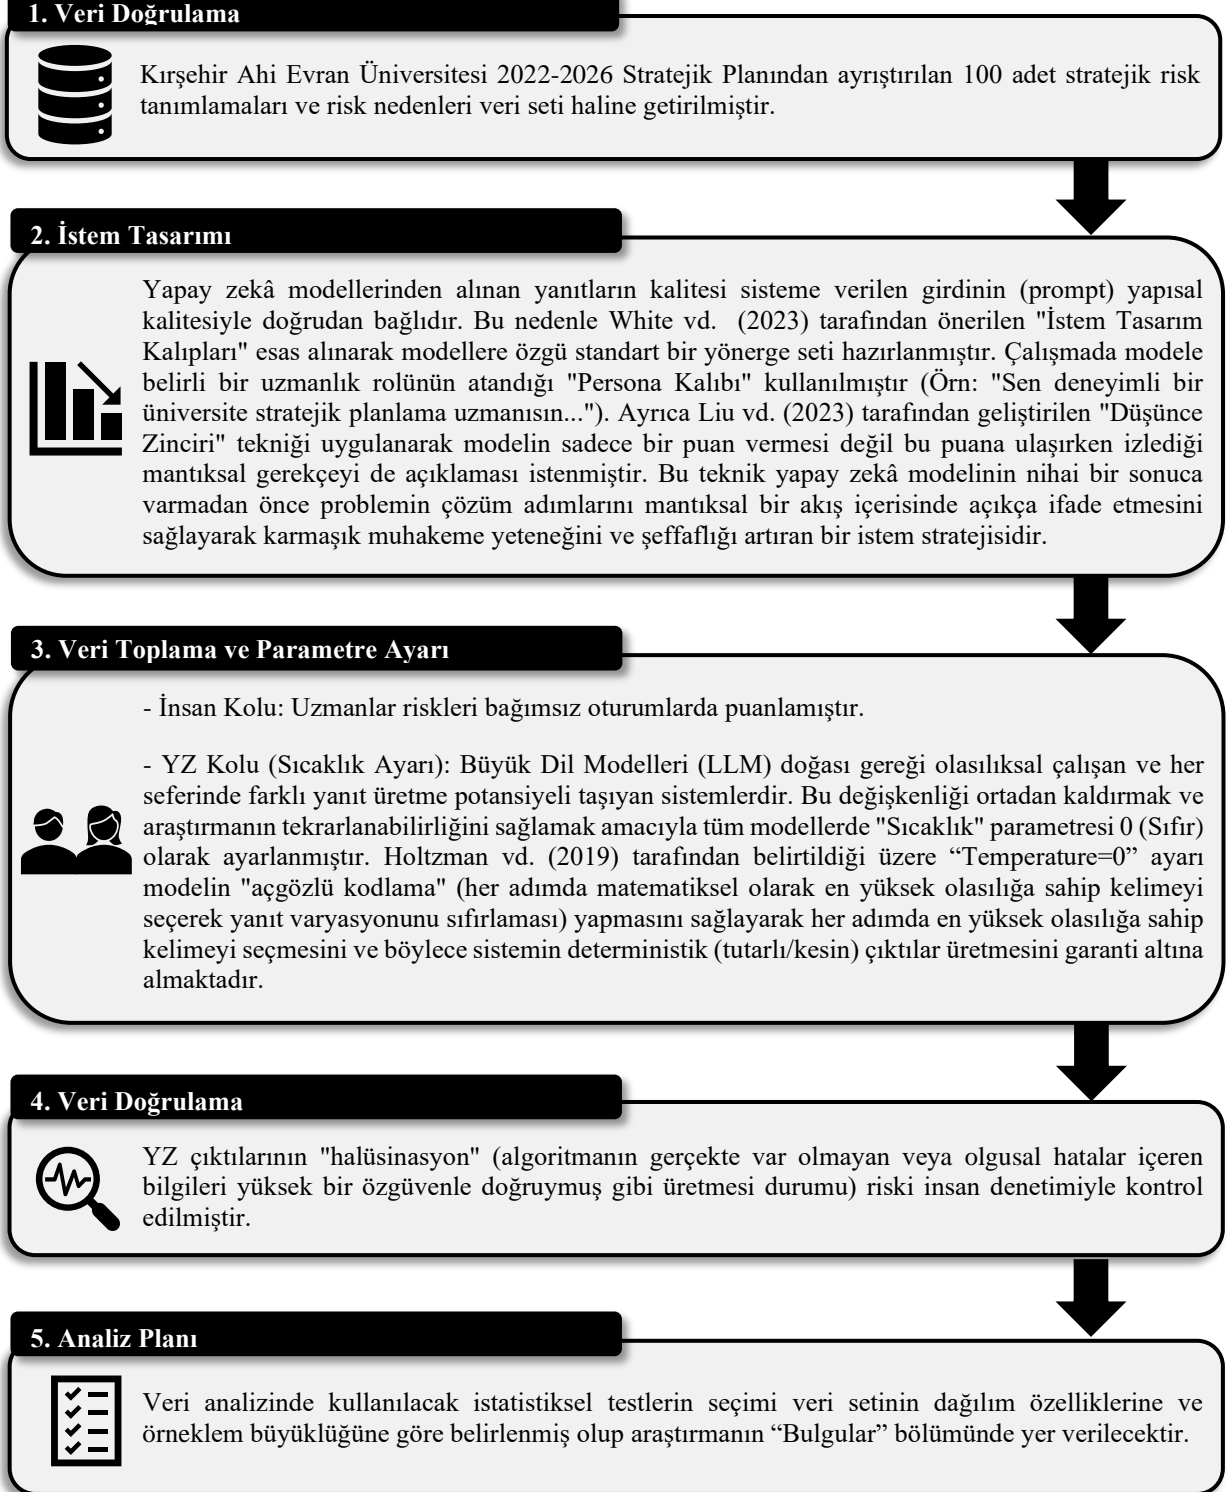 1. Veri Doğrulama
Kırşehir Ahi Evran Üniversitesi 2022-2026 Stratejik Planından ayrıştırılan 100 adet stratejik risk
tanımlamaları ve risk nedenleri veri seti haline getirilmiştir.
2. İstem Tasarımı
Yapay zekâ modellerinden alınan yanıtların kalitesi sisteme verilen girdinin (prompt) yapısal
kalitesiyle doğrudan bağlıdır. Bu nedenle White vd. (2023) tarafından önerilen "İstem Tasarım
Kalıpları" esas alınarak modellere özgü standart bir yönerge seti hazırlanmıştır. Çalışmada modele
belirli bir uzmanlık rolünün atandığı "Persona Kalıbı" kullanılmıştır (Örn: "Sen deneyimli bir
üniversite stratejik planlama uzmanısın..."). Ayrıca Liu vd. (2023) tarafından geliştirilen "Düşünce
Zinciri" tekniği uygulanarak modelin sadece bir puan vermesi değil bu puana ulaşırken izlediği
mantıksal gerekçeyi de açıklaması istenmiştir. Bu teknik yapay zekâ modelinin nihai bir sonuca
varmadan önce problemin çözüm adımlarını mantıksal bir akış içerisinde açıkça ifade etmesini
sağlayarak karmaşık muhakeme yeteneğini ve şeffaflığı artıran bir istem stratejisidir.
3. Veri Toplama ve Parametre Ayarı
- İnsan Kolu: Uzmanlar riskleri bağımsız oturumlarda puanlamıştır.
- YZ Kolu (Sıcaklık Ayarı): Büyük Dil Modelleri (LLM) doğası gereği olasılıksal çalışan ve her
seferinde farklı yanıt üretme potansiyeli taşıyan sistemlerdir. Bu değişkenliği ortadan kaldırmak ve
araştırmanın tekrarlanabilirliğini sağlamak amacıyla tüm modellerde "Sıcaklık" parametresi 0 (Sıfır)
olarak ayarlanmıştır. Holtzman vd. (2019) tarafından belirtildiği üzere “Temperature=0” ayarı
modelin "açgözlü kodlama" (her adımda matematiksel olarak en yüksek olasılığa sahip kelimeyi
seçerek yanıt varyasyonunu sıfırlaması) yapmasını sağlayarak her adımda en yüksek olasılığa sahip
kelimeyi seçmesini ve böylece sistemin deterministik (tutarlı/kesin) çıktılar üretmesini garanti altına
almaktadır.
4. Veri Doğrulama
YZ çıktılarının "halüsinasyon" (algoritmanın gerçekte var olmayan veya olgusal hatalar içeren
bilgileri yüksek bir özgüvenle doğruymuş gibi üretmesi durumu) riski insan denetimiyle kontrol
edilmiştir.
5. Analiz Planı
Veri analizinde kullanılacak istatistiksel testlerin seçimi veri setinin dağılım özelliklerine ve
örneklem büyüklüğüne göre belirlenmiş olup araştırmanın “Bulgular” bölümünde yer verilecektir.